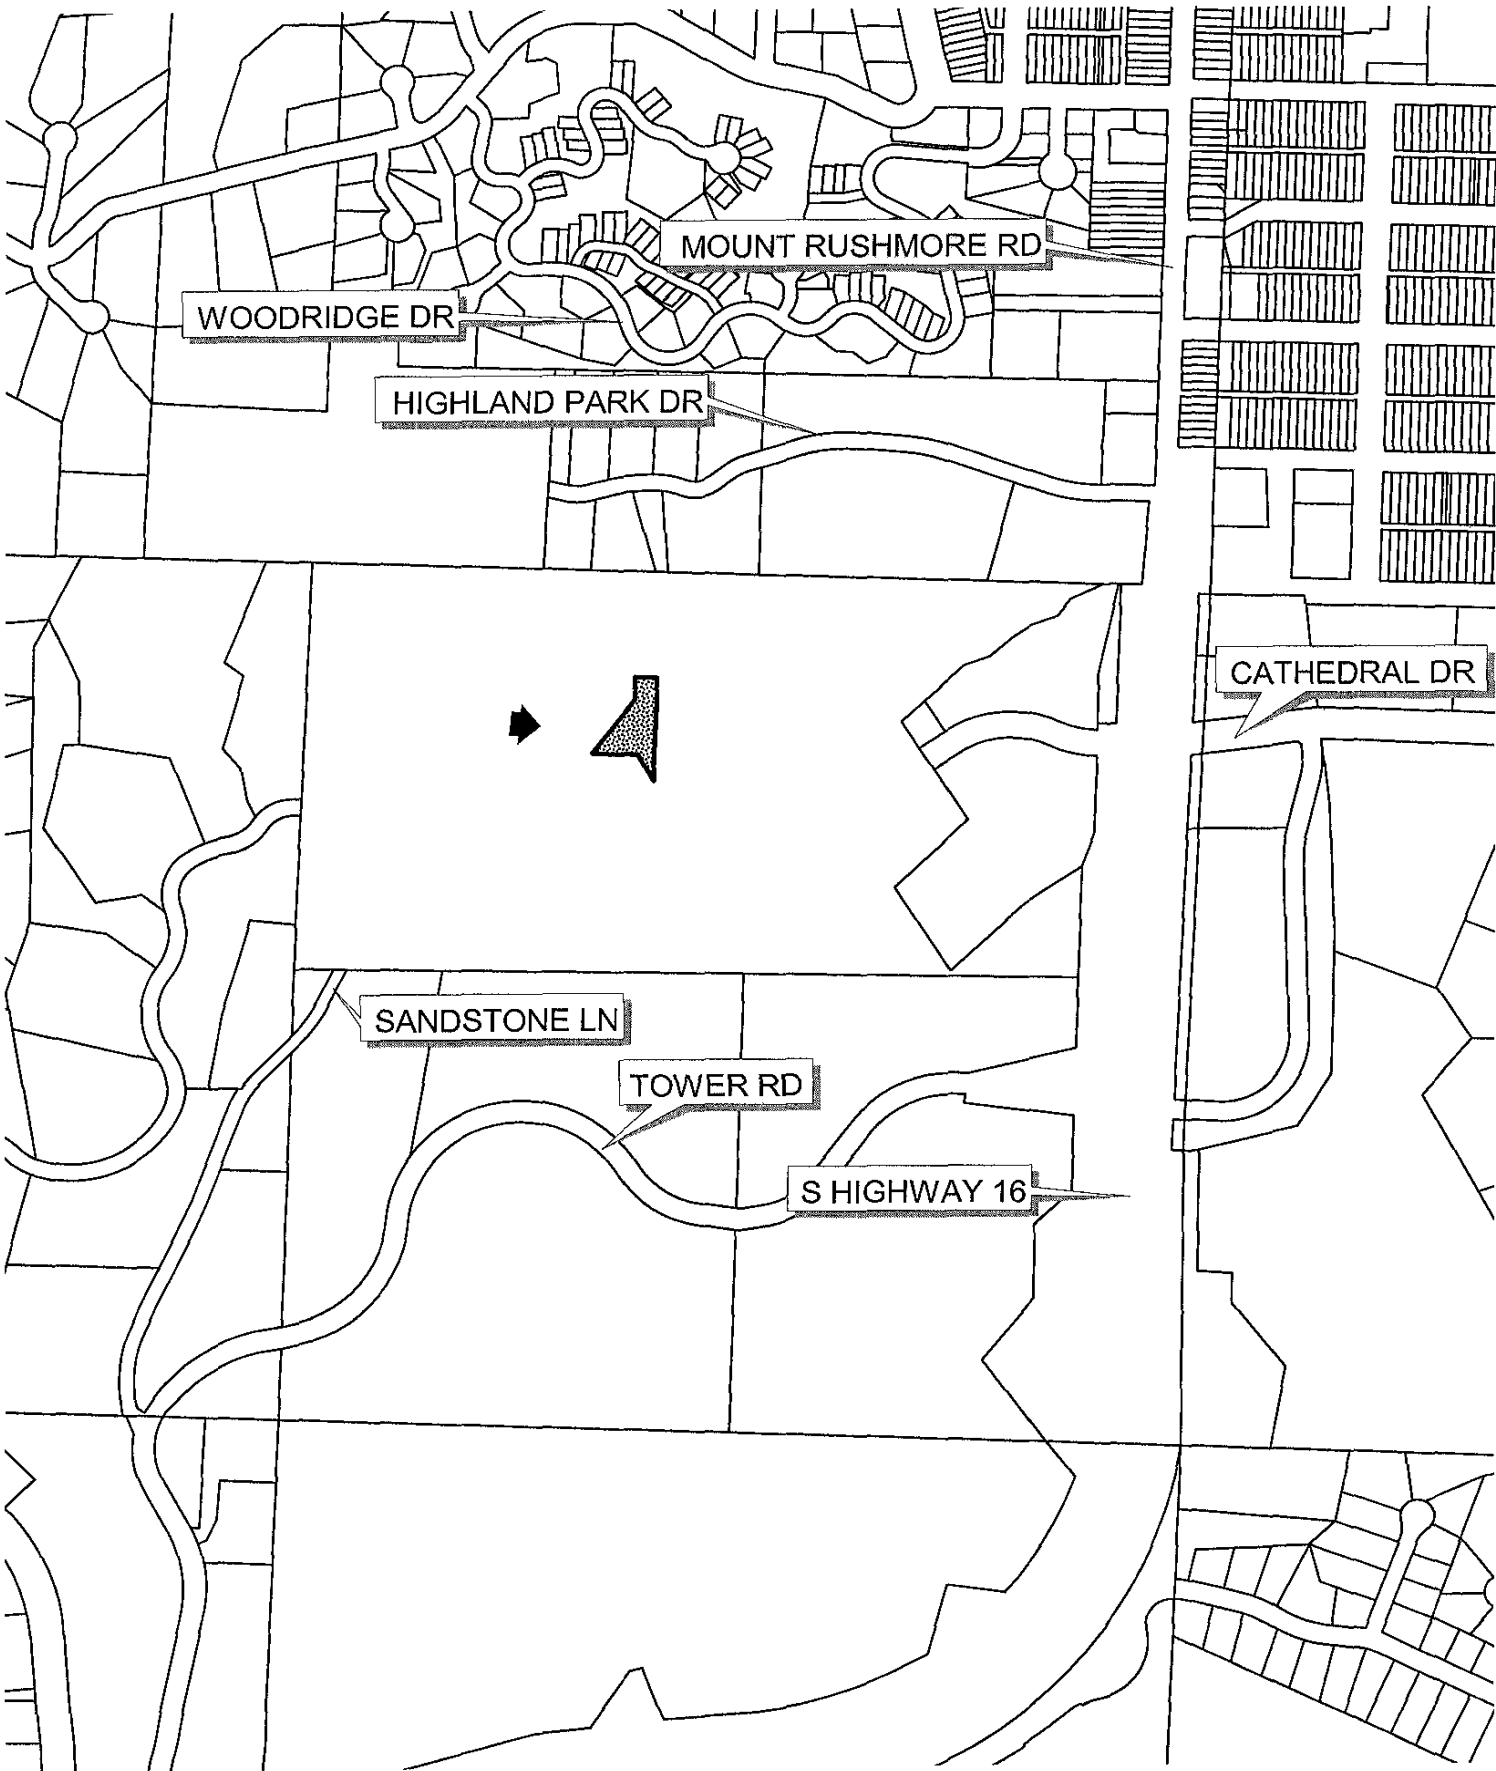 MOUNT RUSHMORE RD
WOODRIDGE DR
HIGHLAND PARK DR
CATHEDRAL DR
SANDSTONE LN
TOWER RD
S HIGHWAY 16